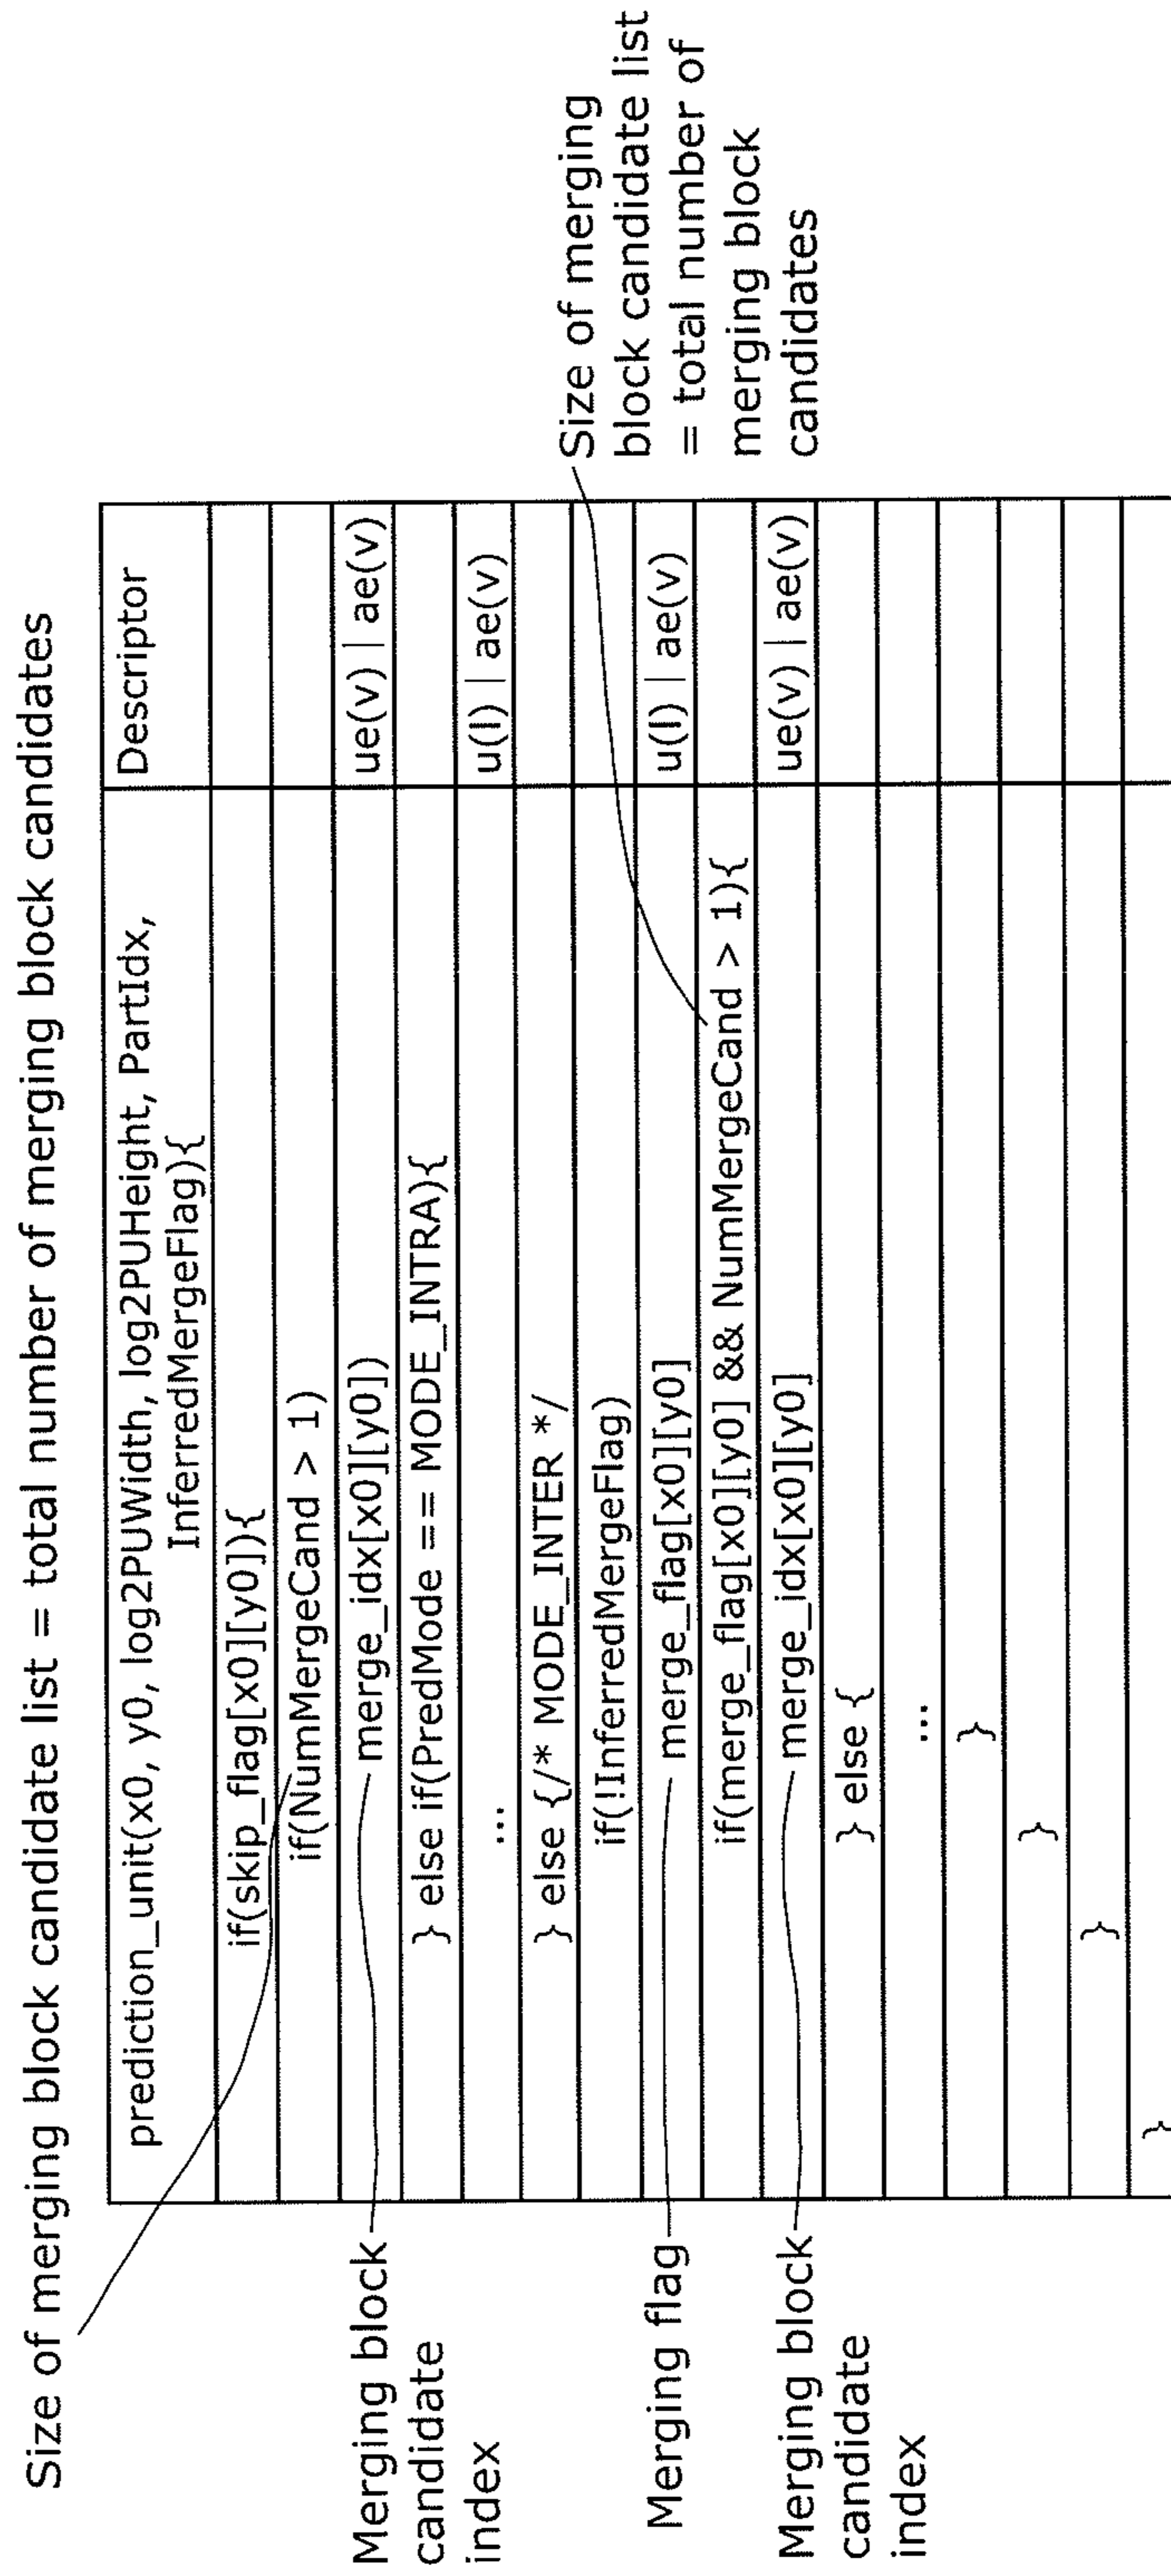 Size of merging block candidate list = total number of merging block candidates
prediction_unit(x0, y0, log2PUWidth, log2PUHeight, PartIdx, 
InferredMergeFlag){
Descriptor
if(skip_flag[x0][y0]){
if(NumMergeCand > 1)
merge_idx[x0][y0])
ue(v) | ae(v)
} else if(PredMode == MODE_INTRA){
...
u(l) | ae(v)
} else {/* MODE_INTER */
if(!InferredMergeFlag)
merge_flag[x0][y0]
u(l) | ae(v)
if(merge_flag[x0][y0] && NumMergeCand > 1){
merge_idx[x0][y0]
ue(v) | ae(v)
} else {
...
}
}
}
}
Merging block
candidate
index
Merging flag
Merging block
candidate
index
Size of merging
block candidate list
= total number of
merging block
candidates